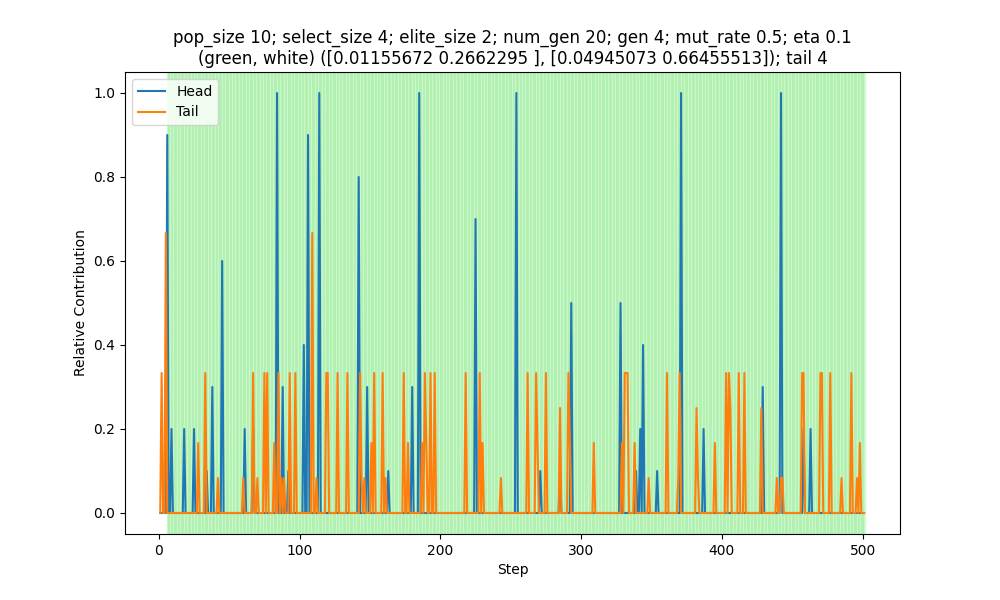 pop_size 10; select_size 4; elite_size 2; num_gen 20; gen 4; mut_rate 0.5; eta 0.1
(green, white) ([0.01155672 0.2662295 ], [0.04945073 0.66455513]); tail 4
Head
Tail
1.0
0.8
0.6
0.4
0.2
0.0
Relative Contribution
0 100 200 300 400 500
Step